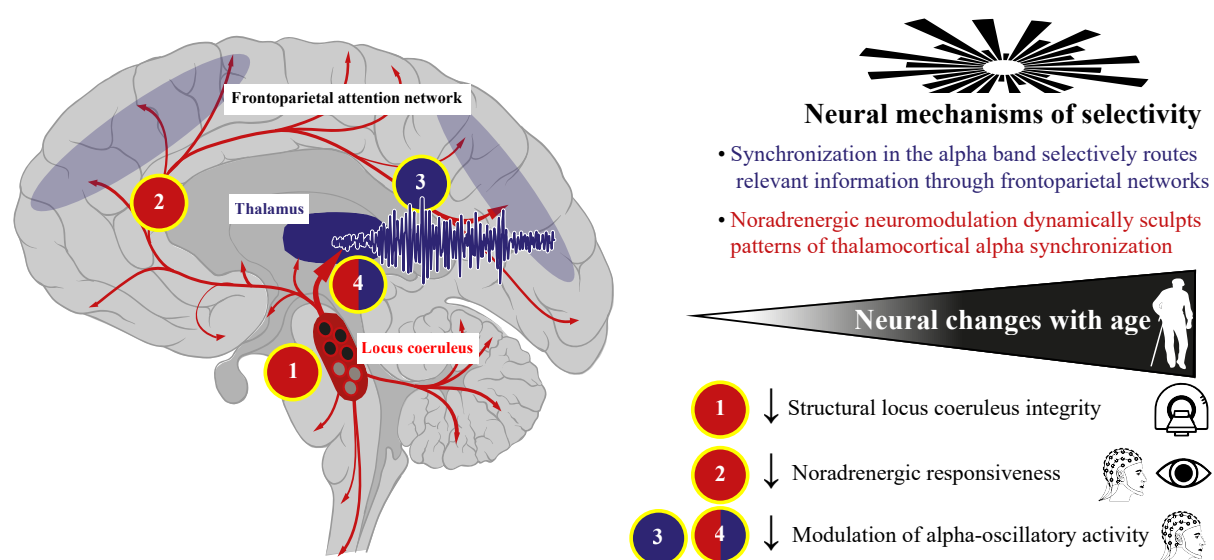 Frontoparietal attention network
2
3
Thalamus
4
Locus coeruleus
1
Neural mechanisms of selectivity
• Synchronization in the alpha band selectively routes
relevant information through frontoparietal networks
• Noradrenergic neuromodulation dynamically sculpts
patterns of thalamocortical alpha synchronization
Neural changes with age
1 ↓ Structural locus coeruleus integrity
2 ↓ Noradrenergic responsiveness
3 4 ↓ Modulation of alpha-oscillatory activity